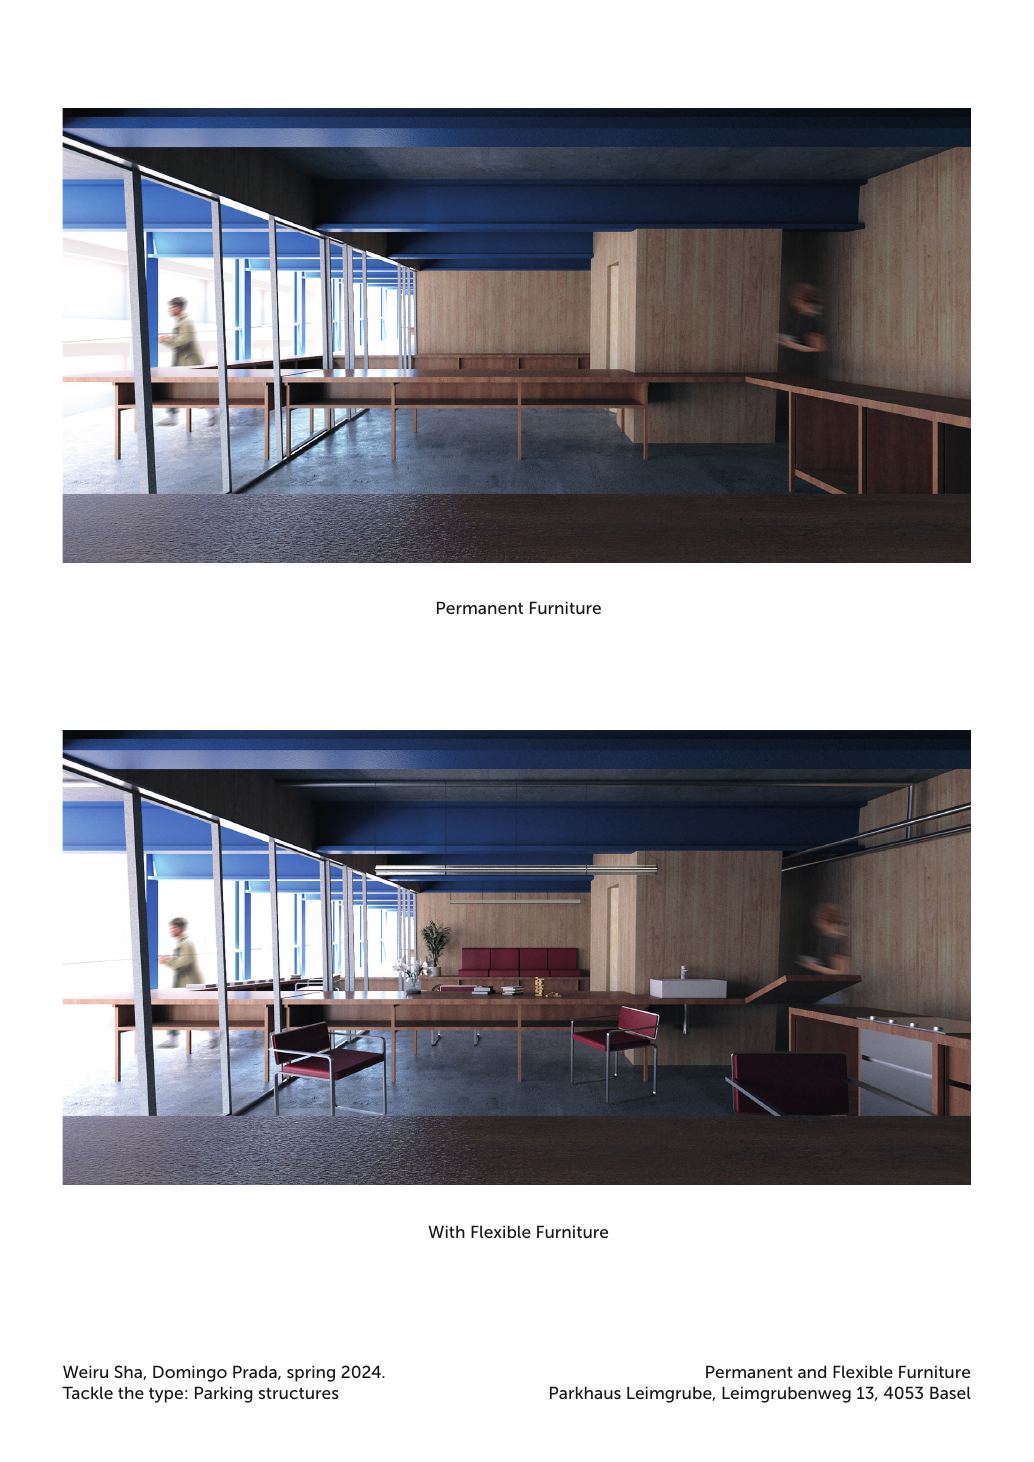 Permanent Furniture
With Flexible Furniture
Weiru Sha, Domingo Prada, spring 2024.
Tackle the type: Parking structures
Permanent and Flexible Furniture
Parkhaus Leimgrube, Leimgrubenweg 13, 4053 Basel